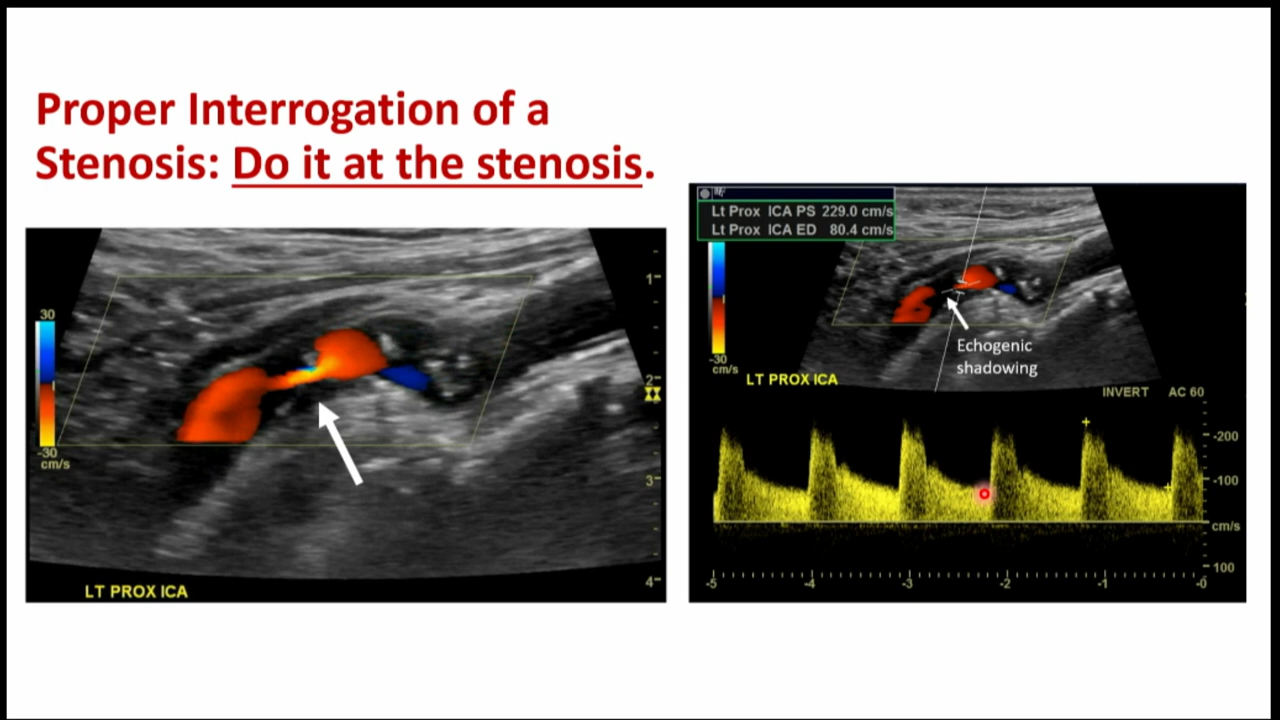 Proper Interrogation of a
Stenosis: Do it at the stenosis.
30
-30
cm/s
1
2
3
4
LT PROX ICA
Lt Prox ICA PS 229.0 cm/s
Lt Prox ICA ED 80.4 cm/s
-30
cm/s
Echogenic
shadowing
LT PROX ICA
INVERT AC 60
-200
-100
cm/s
100
-5 -4 -3 -2 -1 -0